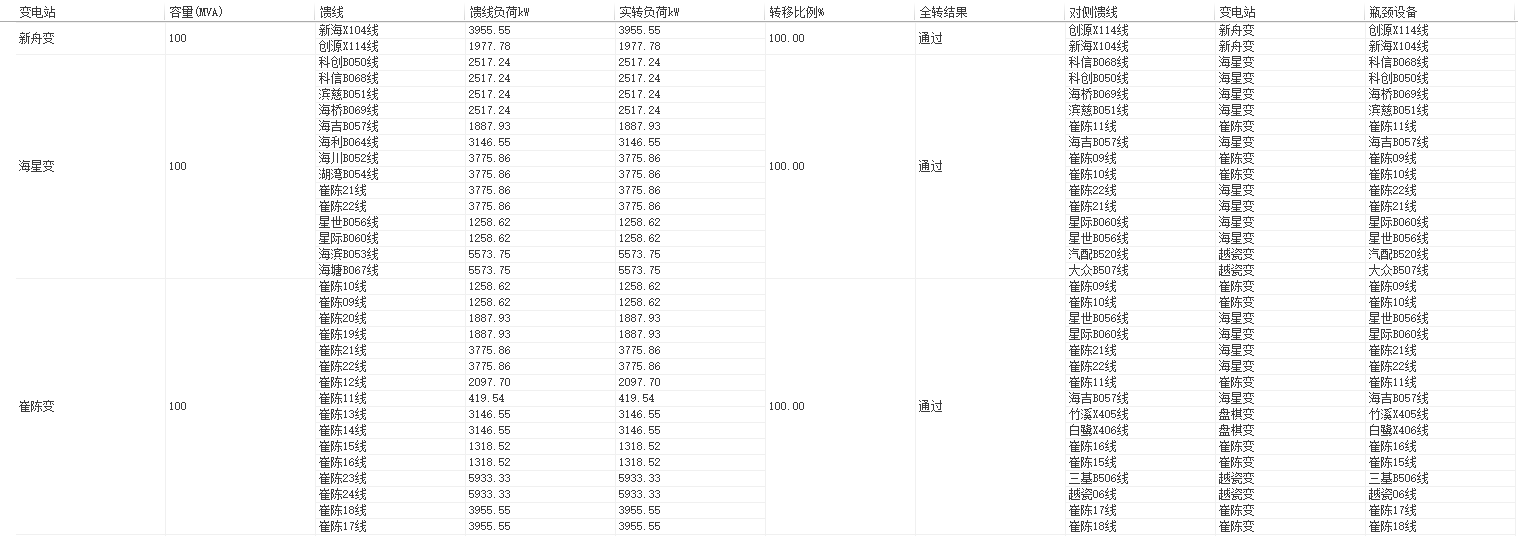 变电站 容量(MVA) 馈线 馈线负荷kW 实转负荷kW 转移比例% 全转结果 对侧馈线 变电站 瓶颈设备
新舟变 100 新海X104线 3955.55 3955.55 100.00 通过 创源X114线 新舟变 创源X114线
创源X114线 1977.78 1977.78 新海X104线 新舟变 新海X104线
海星变 100 科创B050线 2517.24 2517.24 100.00 通过 科信B068线 海星变 科信B068线
科信B068线 2517.24 2517.24 科创B050线 海星变 科创B050线
滨慈B051线 2517.24 2517.24 海桥B069线 海星变 海桥B069线
海桥B069线 2517.24 2517.24 滨慈B051线 海星变 滨慈B051线
海吉B057线 1887.93 1887.93 崔陈11线 崔陈变 崔陈11线
海利B064线 3146.55 3146.55 海吉B057线 海星变 海吉B057线
海川B052线 3775.86 3775.86 崔陈09线 崔陈变 崔陈09线
湖湾B054线 3775.86 3775.86 崔陈10线 崔陈变 崔陈10线
崔陈21线 3775.86 3775.86 崔陈22线 海星变 崔陈22线
崔陈22线 3775.86 3775.86 崔陈21线 海星变 崔陈21线
星世B056线 1258.62 1258.62 星际B060线 海星变 星际B060线
星际B060线 1258.62 1258.62 星世B056线 海星变 星世B056线
海滨B053线 5573.75 5573.75 汽配B520线 越瓷变 汽配B520线
海塘B067线 5573.75 5573.75 大众B507线 越瓷变 大众B507线
崔陈变 100 崔陈10线 1258.62 1258.62 100.00 通过 崔陈09线 崔陈变 崔陈09线
崔陈09线 1258.62 1258.62 崔陈10线 崔陈变 崔陈10线
崔陈20线 1887.93 1887.93 星世B056线 海星变 星世B056线
崔陈19线 1887.93 1887.93 星际B060线 海星变 星际B060线
崔陈21线 3775.86 3775.86 崔陈21线 海星变 崔陈21线
崔陈22线 3775.86 3775.86 崔陈22线 海星变 崔陈22线
崔陈12线 2097.70 2097.70 崔陈11线 崔陈变 崔陈11线
崔陈11线 419.54 419.54 海吉B057线 海星变 海吉B057线
崔陈13线 3146.55 3146.55 竹溪X405线 盘棋变 竹溪X405线
崔陈14线 3146.55 3146.55 白鹭X406线 盘棋变 白鹭X406线
崔陈15线 1318.52 1318.52 崔陈16线 崔陈变 崔陈16线
崔陈16线 1318.52 1318.52 崔陈15线 崔陈变 崔陈15线
崔陈23线 5933.33 5933.33 三基B506线 越瓷变 三基B506线
崔陈24线 5933.33 5933.33 越瓷06线 越瓷变 越瓷06线
崔陈18线 3955.55 3955.55 崔陈17线 崔陈变 崔陈17线
崔陈17线 3955.55 3955.55 崔陈18线 崔陈变 崔陈18线